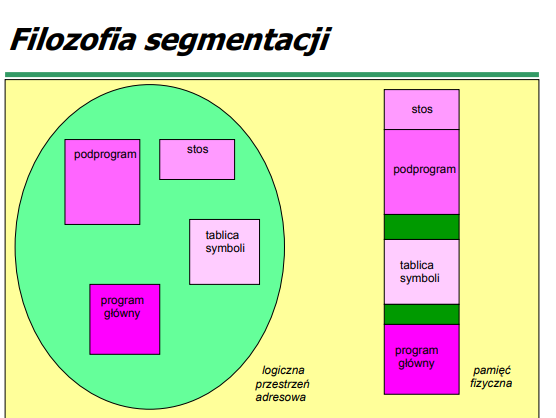 Filozofia segmentacji
podprogram
stos
tablica
symboli
program
główny
logiczna
przestrzeń
adresowa
stos
podprogram
tablica
symboli
program
główny
pamięć
fizyczna